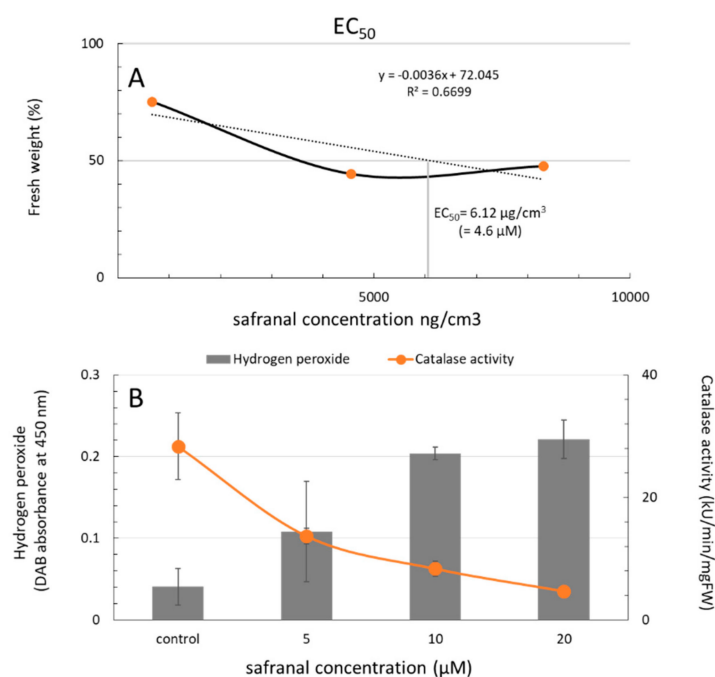 EC₅₀
100
50
0
5000
10000
Fresh weight (%)
A
y = -0.0036x + 72.045
R² = 0.6699
EC₅₀= 6.12 µg/cm³
(= 4.6 µM)
safranal concentration ng/cm3
Hydrogen peroxide
Catalase activity
B
0.3
0.2
0.1
0
Hydrogen peroxide
(DAB absorbance at 450 nm)
40
20
0
Catalase activity (kU/min/mgFW)
control
5
10
20
safranal concentration (µM)